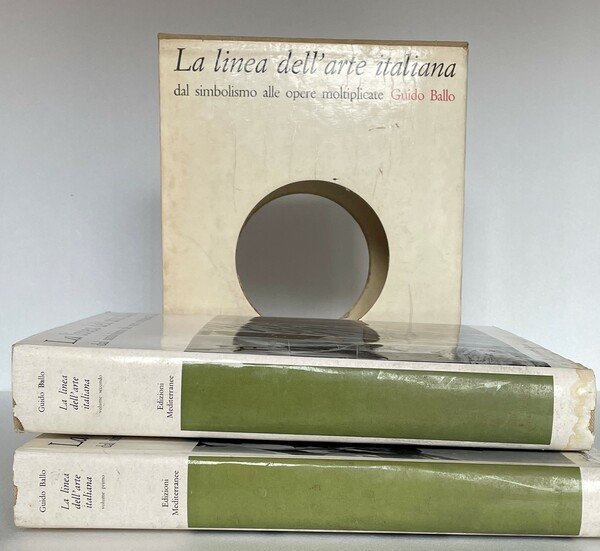 La linea dell'arte italiana
dal simbolismo alle opere moltiplicate Guido Ballo
Guido Ballo
La linea
dell'arte
italiana
volume secondo
Edizioni
Mediterranee
Guido Ballo
La linea
dell'arte
italiana
volume primo
Edizioni
Mediterranee